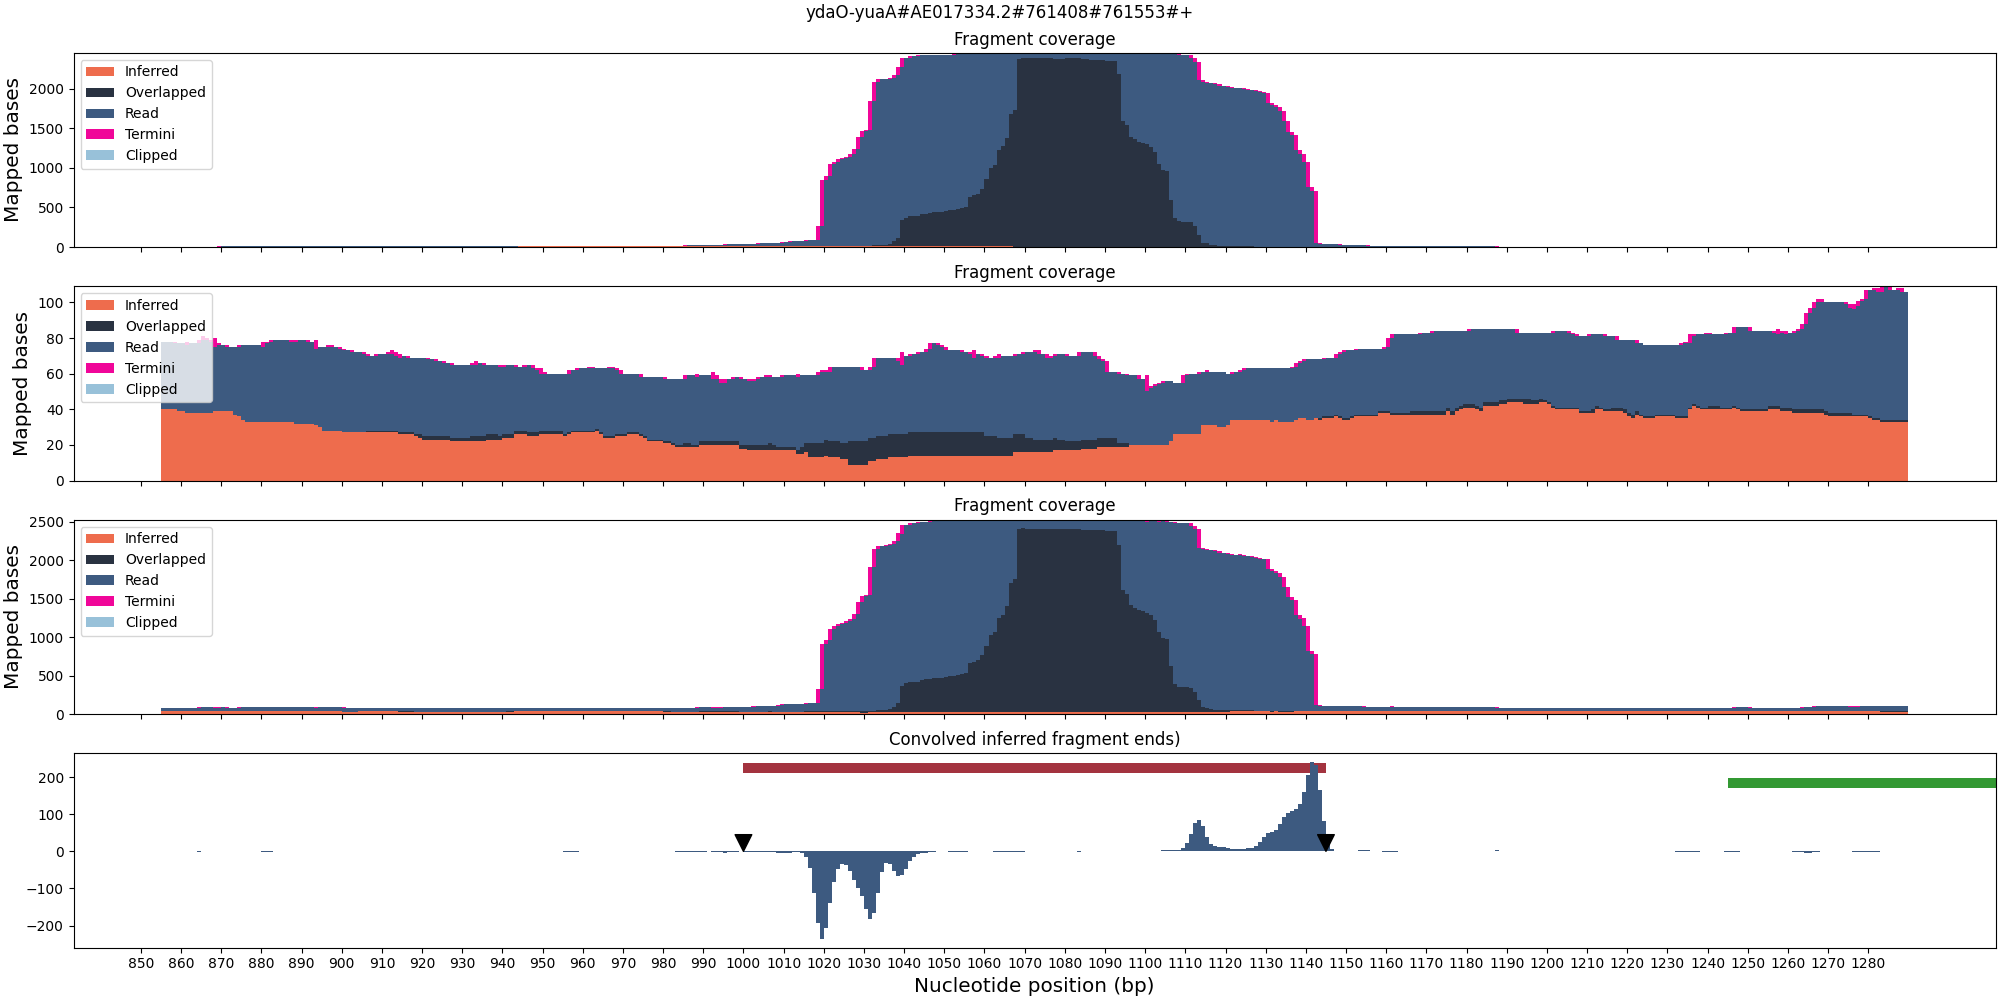 ydaO-yuaA#AE017334.2#761408#761553#+
Fragment coverage
Mapped bases
2000
1500
1000
500
0
Inferred
Overlapped
Read
Termini
Clipped
Fragment coverage
Mapped bases
100
80
60
40
20
0
Inferred
Overlapped
Read
Termini
Clipped
Fragment coverage
Mapped bases
2500
2000
1500
1000
500
0
Inferred
Overlapped
Read
Termini
Clipped
Convolved inferred fragment ends)
200
100
0
−100
−200
850 860 870 880 890 900 910 920 930 940 950 960 970 980 990 1000 1010 1020 1030 1040 1050 1060 1070 1080 1090 1100 1110 1120 1130 1140 1150 1160 1170 1180 1190 1200 1210 1220 1230 1240 1250 1260 1270 1280
Nucleotide position (bp)